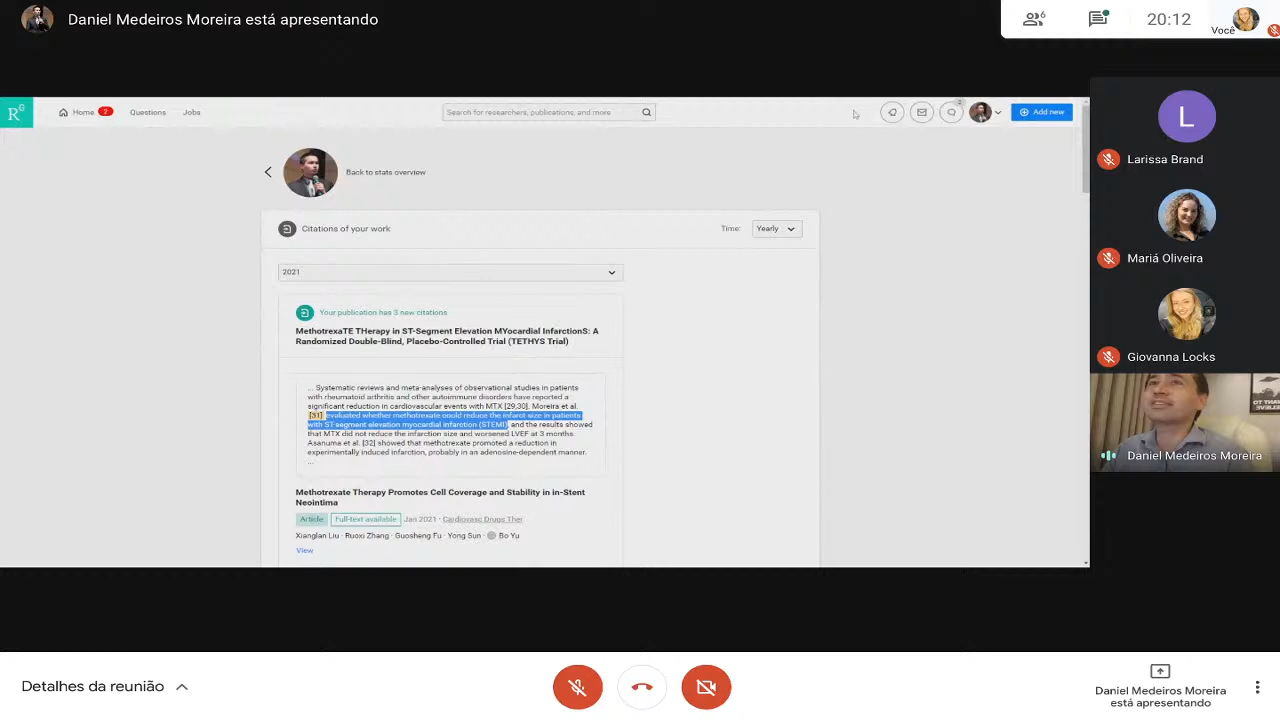 Daniel Medeiros Moreira está apresentando
6
20:12
Você
RG
Home 2 Questions Jobs
Search for researchers, publications, and more
2
Add new
Back to stats overview
Citations of your work
Time: Yearly
2021
Your publication has 3 new citations
MethotrexaTE THerapy in ST-Segment Elevation MYocardial InfarctionS: A
Randomized Double-Blind, Placebo-Controlled Trial (TETHYS Trial)
... Systematic reviews and meta-analyses of observational studies in patients
with rheumatoid arthritis and other autoimmune disorders have reported a
significant reduction in cardiovascular events with MTX [29,30]. Moreira et al.
[31] evaluated whether methotrexate could reduce the infarct size in patients
with ST-segment elevation myocardial infarction (STEMI), and the results showed
that MTX did not reduce the infarction size and worsened LVEF at 3 months.
Asanuma et al. [32] showed that methotrexate promoted a reduction in
experimentally induced infarction, probably in an adenosine-dependent manner.
...
Methotrexate Therapy Promotes Cell Coverage and Stability in in-Stent
Neointima
Article Full-text available Jan 2021 · Cardiovasc Drugs Ther
Xianglan Liu · Ruoxi Zhang · Guosheng Fu · Yong Sun · Bo Yu
View
L
Larissa Brand
Mariá Oliveira
Giovanna Locks
Daniel Medeiros Moreira
Detalhes da reunião
Daniel Medeiros Moreira
está apresentando